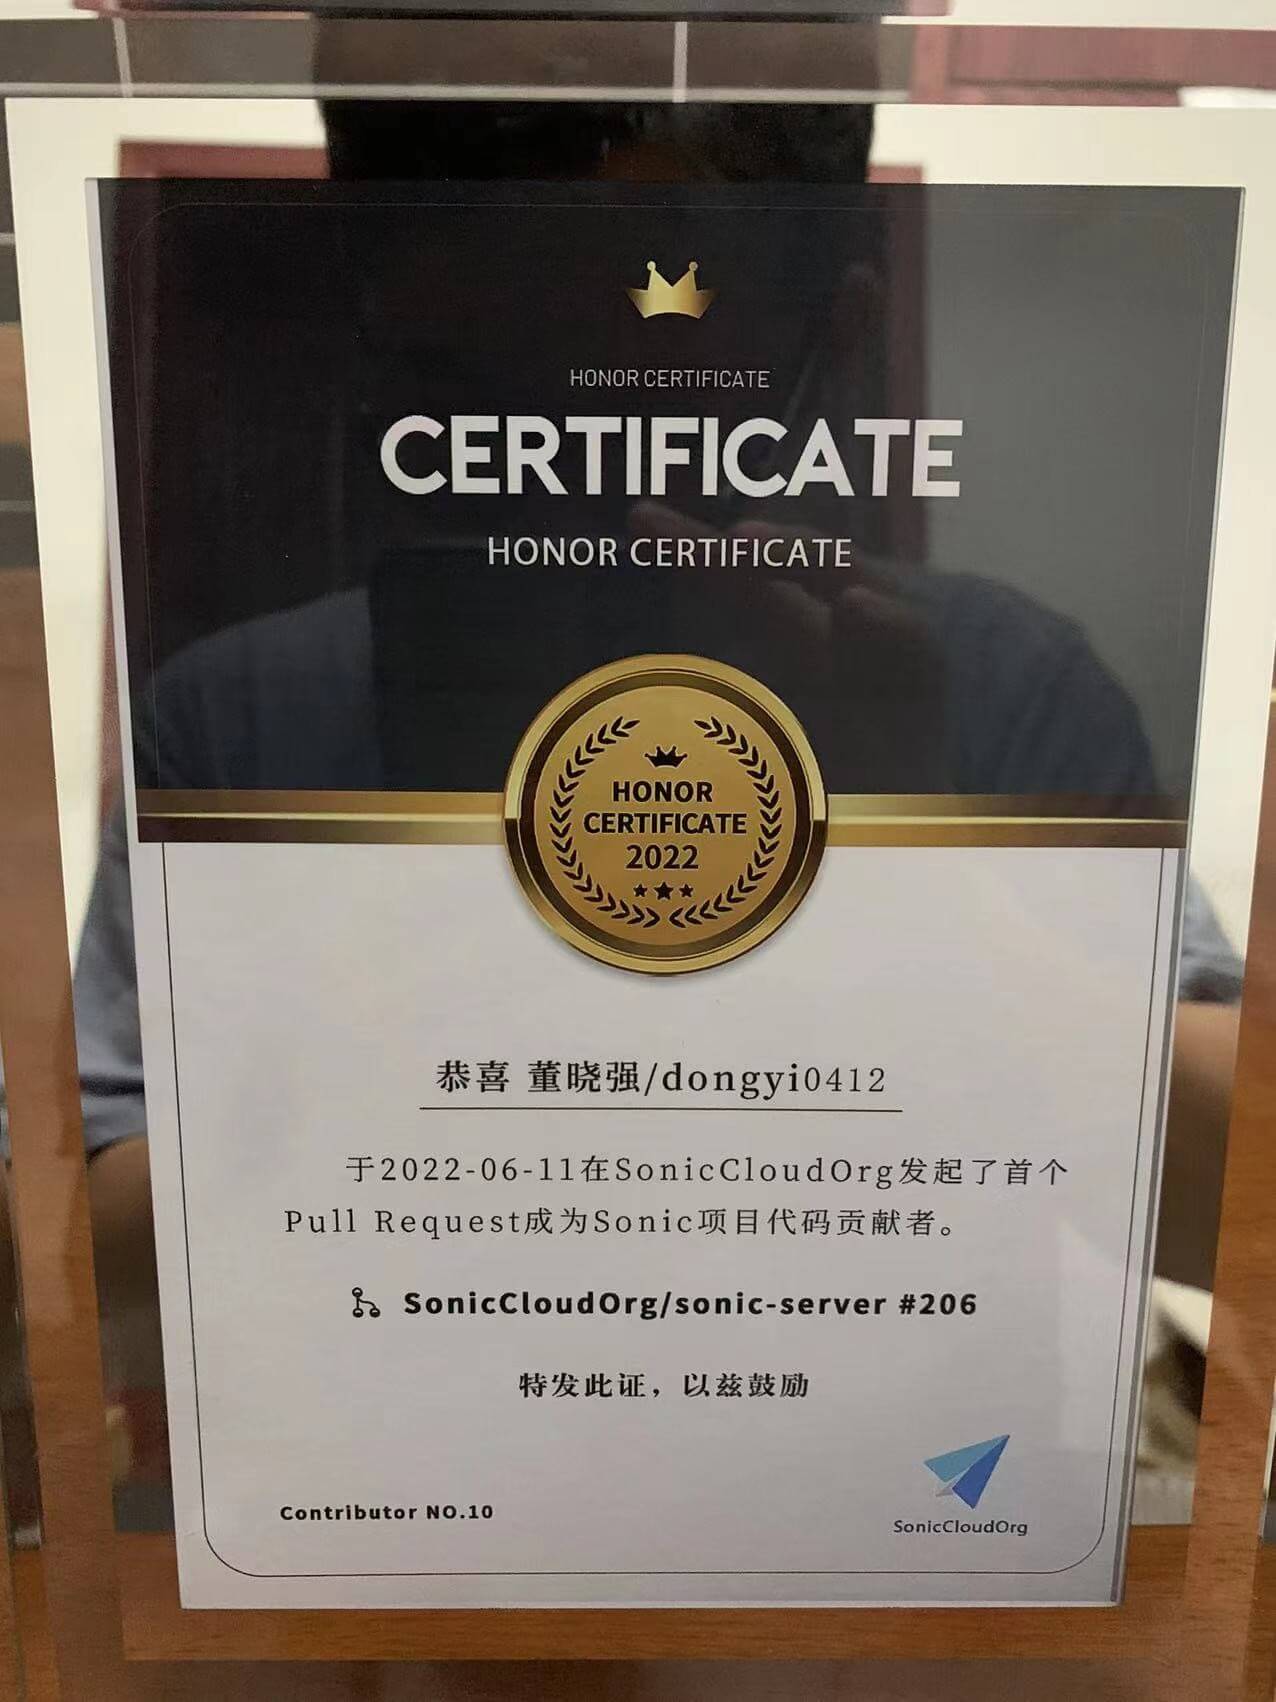 HONOR CERTIFICATE
CERTIFICATE
HONOR CERTIFICATE
HONOR
CERTIFICATE
2022
恭喜 董晓强/dongyi0412
于2022-06-11在SonicCloudOrg发起了首个
Pull Request成为Sonic项目代码贡献者。
SonicCloudOrg/sonic-server #206
特发此证，以兹鼓励
Contributor NO.10
SonicCloudOrg